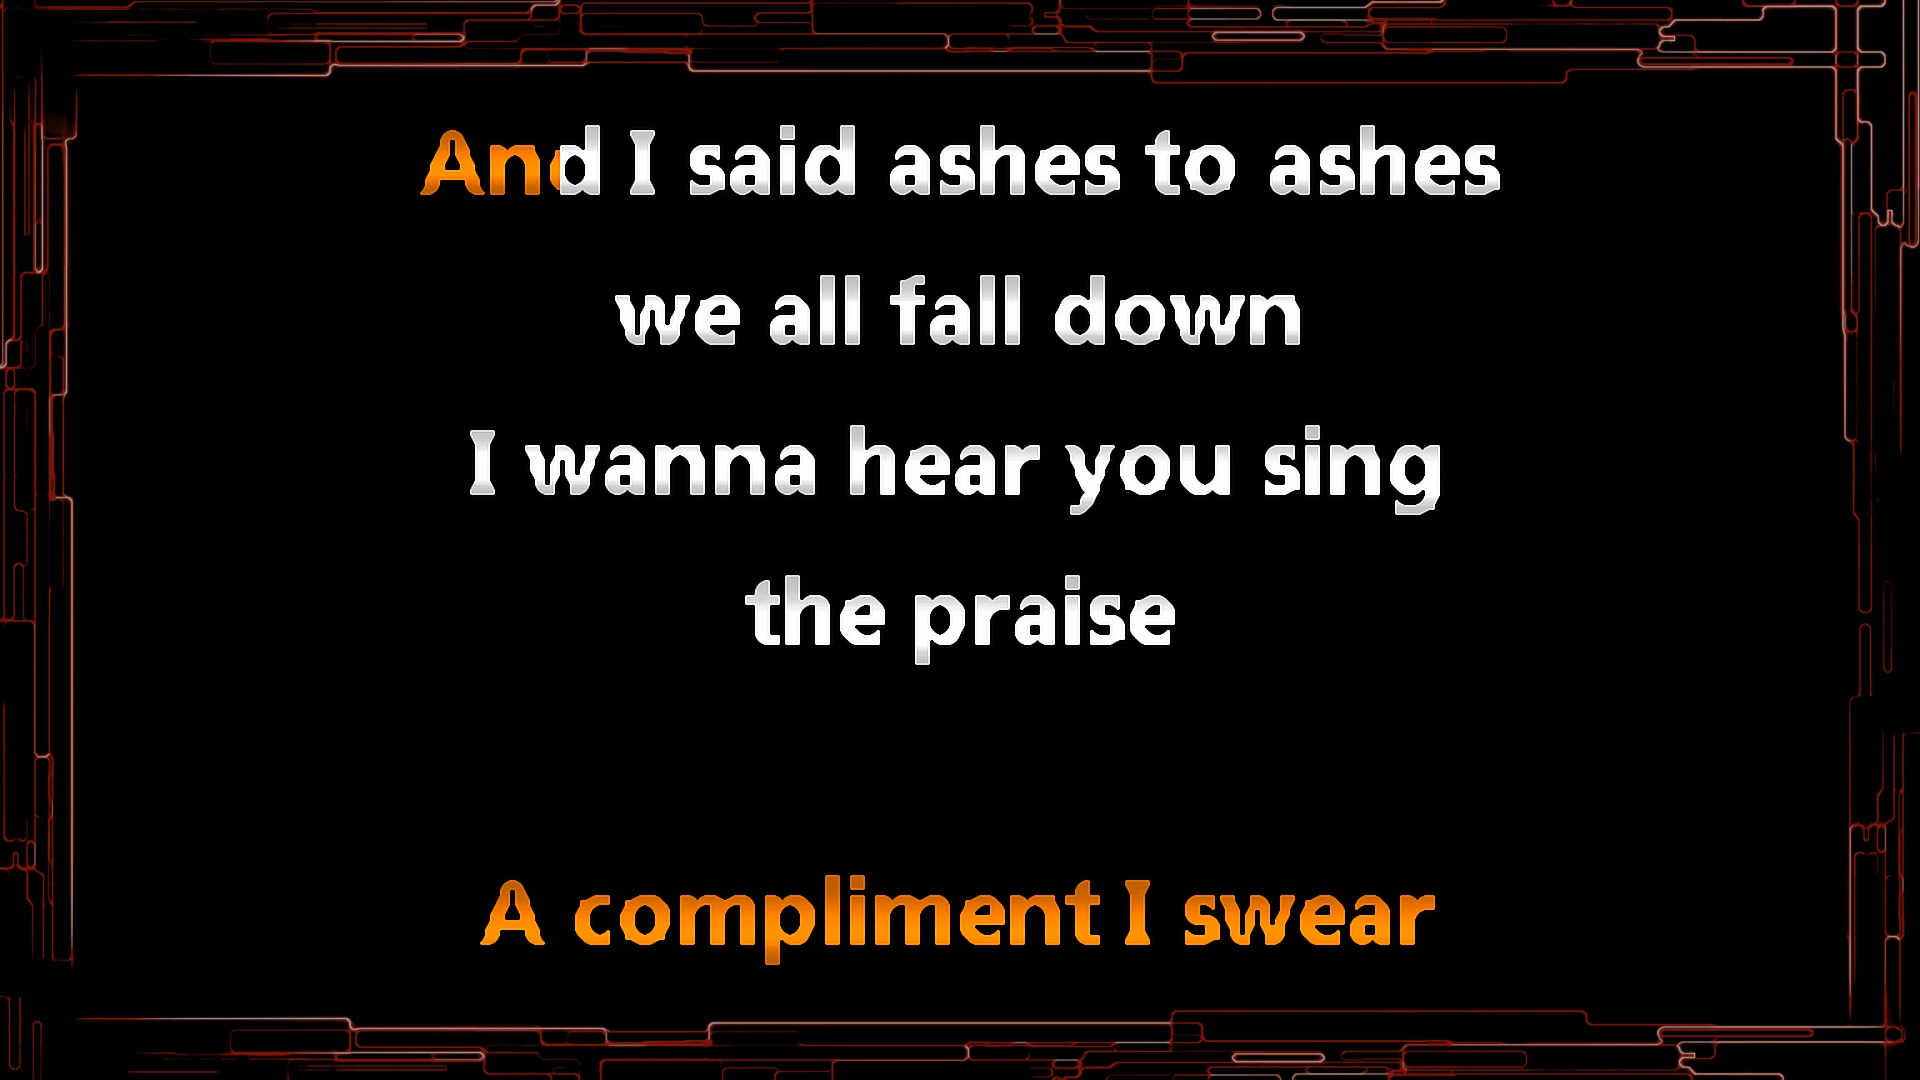 And I said ashes to ashes
we all fall down
I wanna hear you sing
the praise
A compliment I swear